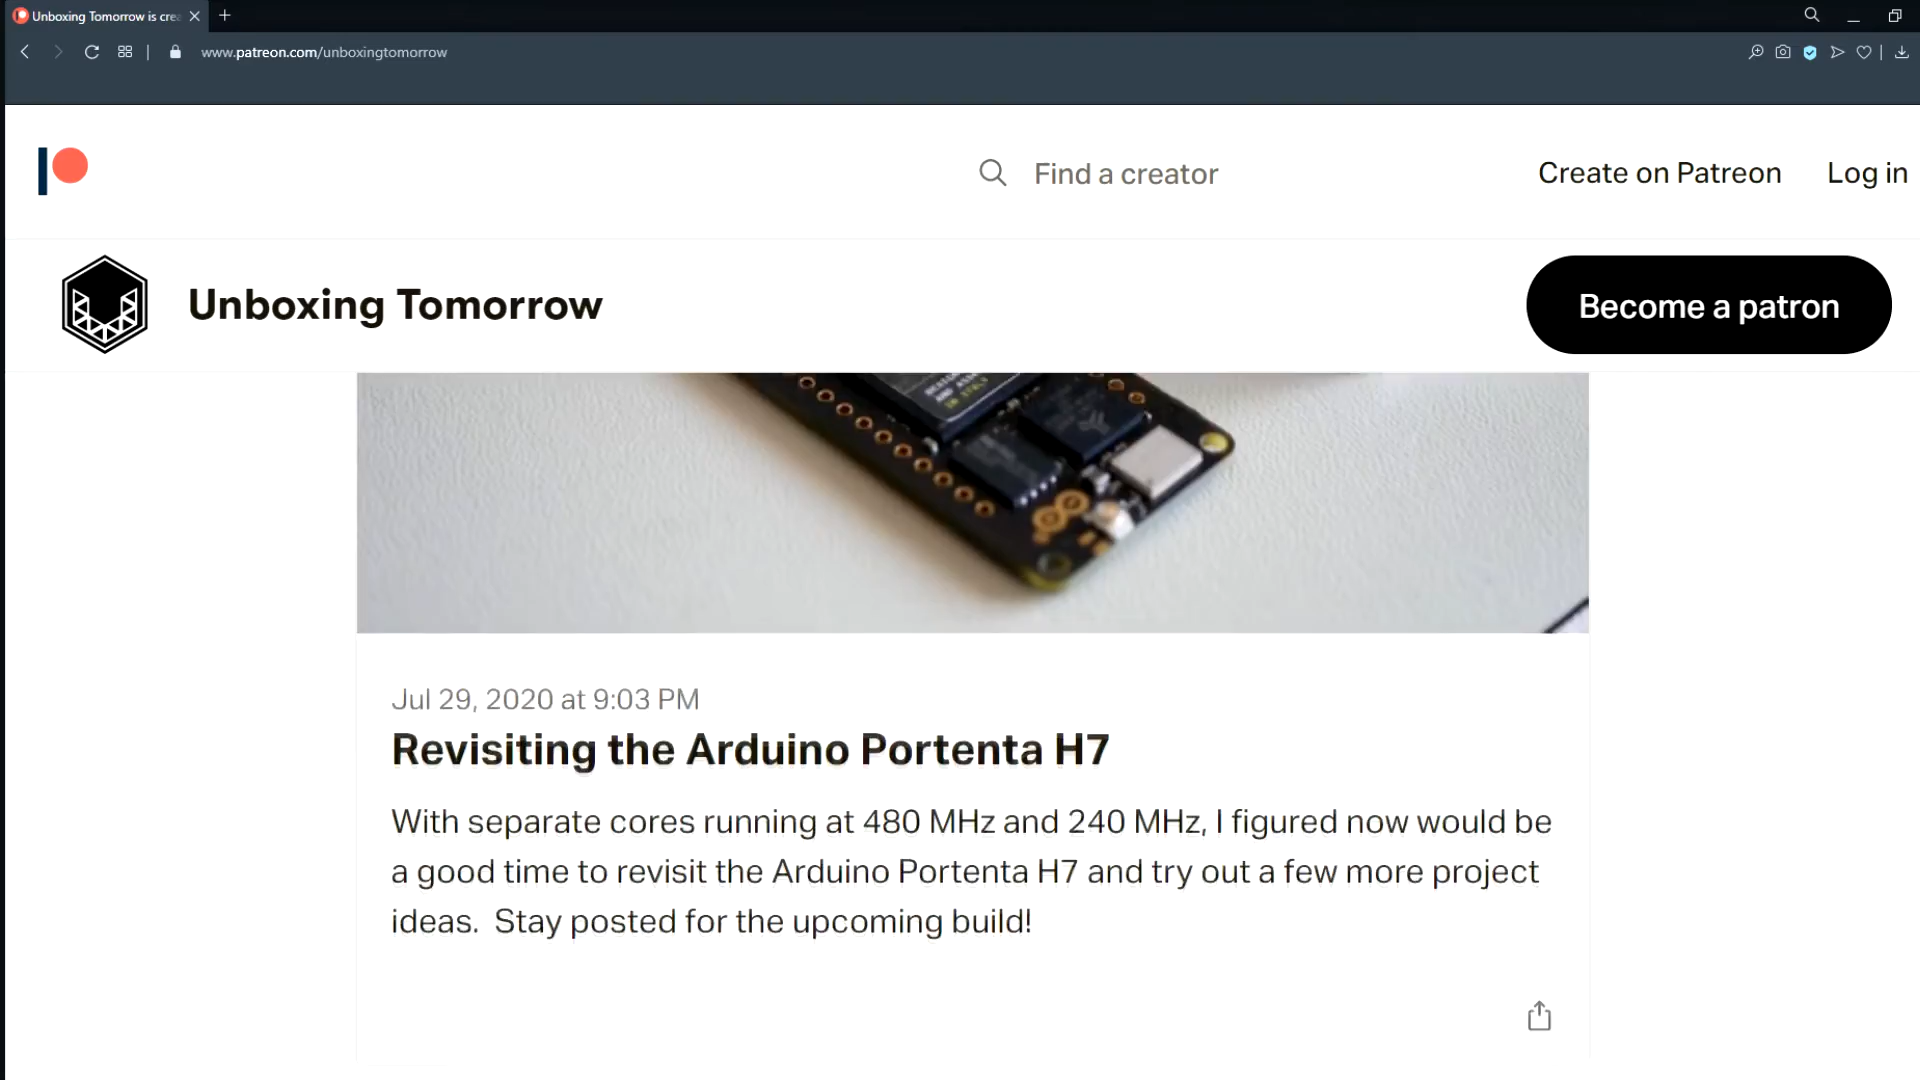 Unboxing Tomorrow is cre
www.patreon.com/unboxingtomorrow
Find a creator
Create on Patreon
Log in
Unboxing Tomorrow
Become a patron
Jul 29, 2020 at 9:03 PM
Revisiting the Arduino Portenta H7
With separate cores running at 480 MHz and 240 MHz, I figured now would be
a good time to revisit the Arduino Portenta H7 and try out a few more project
ideas.  Stay posted for the upcoming build!